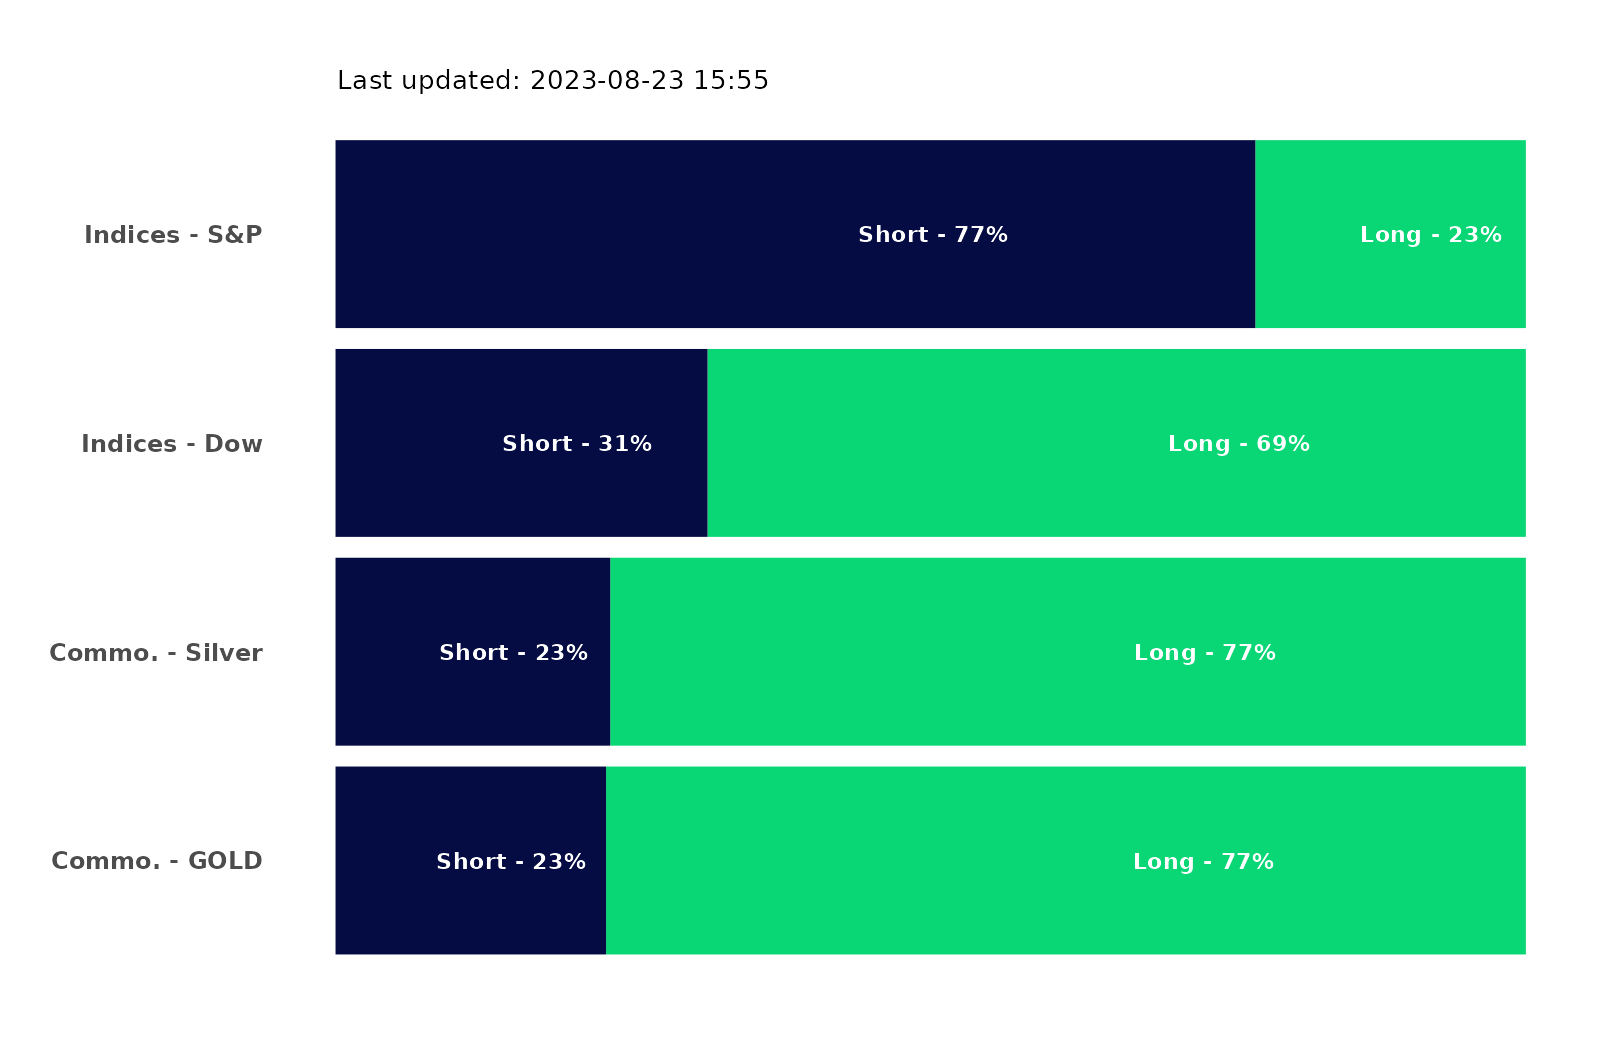 Last updated: 2023-08-23 15:55
Indices - S&P Short - 77% Long - 23%
Indices - Dow Short - 31% Long - 69%
Commo. - Silver Short - 23% Long - 77%
Commo. - GOLD Short - 23% Long - 77%